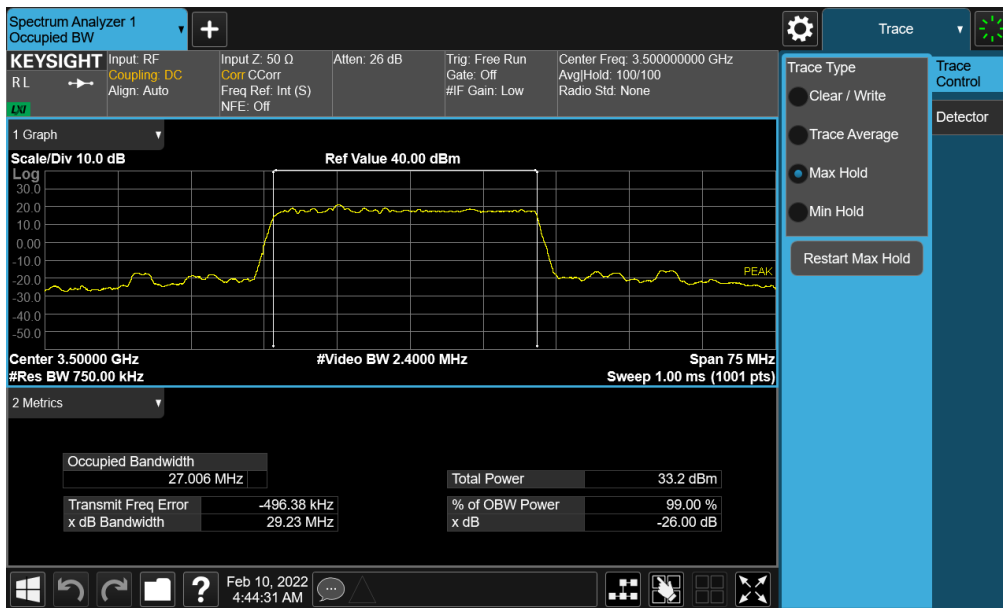 Spectrum Analyzer 1
Occupied BW
Trace
KEYSIGHT
R L
LXI
Input: RF
Coupling: DC
Align: Auto
Input Z: 50 Ω
Corr CCorr
Freq Ref: Int (S)
NFE: Off
Atten: 26 dB
Trig: Free Run
Gate: Off
#IF Gain: Low
Center Freq: 3.500000000 GHz
Avg|Hold: 100/100
Radio Std: None
Trace Type
Clear / Write
Trace Average
Max Hold
Min Hold
Restart Max Hold
Trace
Control
Detector
1 Graph
Scale/Div 10.0 dB
Ref Value 40.00 dBm
Log
30.0
20.0
10.0
0.00
-10.0
-20.0
-30.0
-40.0
-50.0
PEAK
Center 3.50000 GHz
#Video BW 2.4000 MHz
Span 75 MHz
#Res BW 750.00 kHz
Sweep 1.00 ms (1001 pts)
2 Metrics
Occupied Bandwidth
27.006 MHz
Total Power 33.2 dBm
Transmit Freq Error -496.38 kHz
% of OBW Power 99.00 %
x dB Bandwidth 29.23 MHz
x dB -26.00 dB
?
Feb 10, 2022
4:44:31 AM